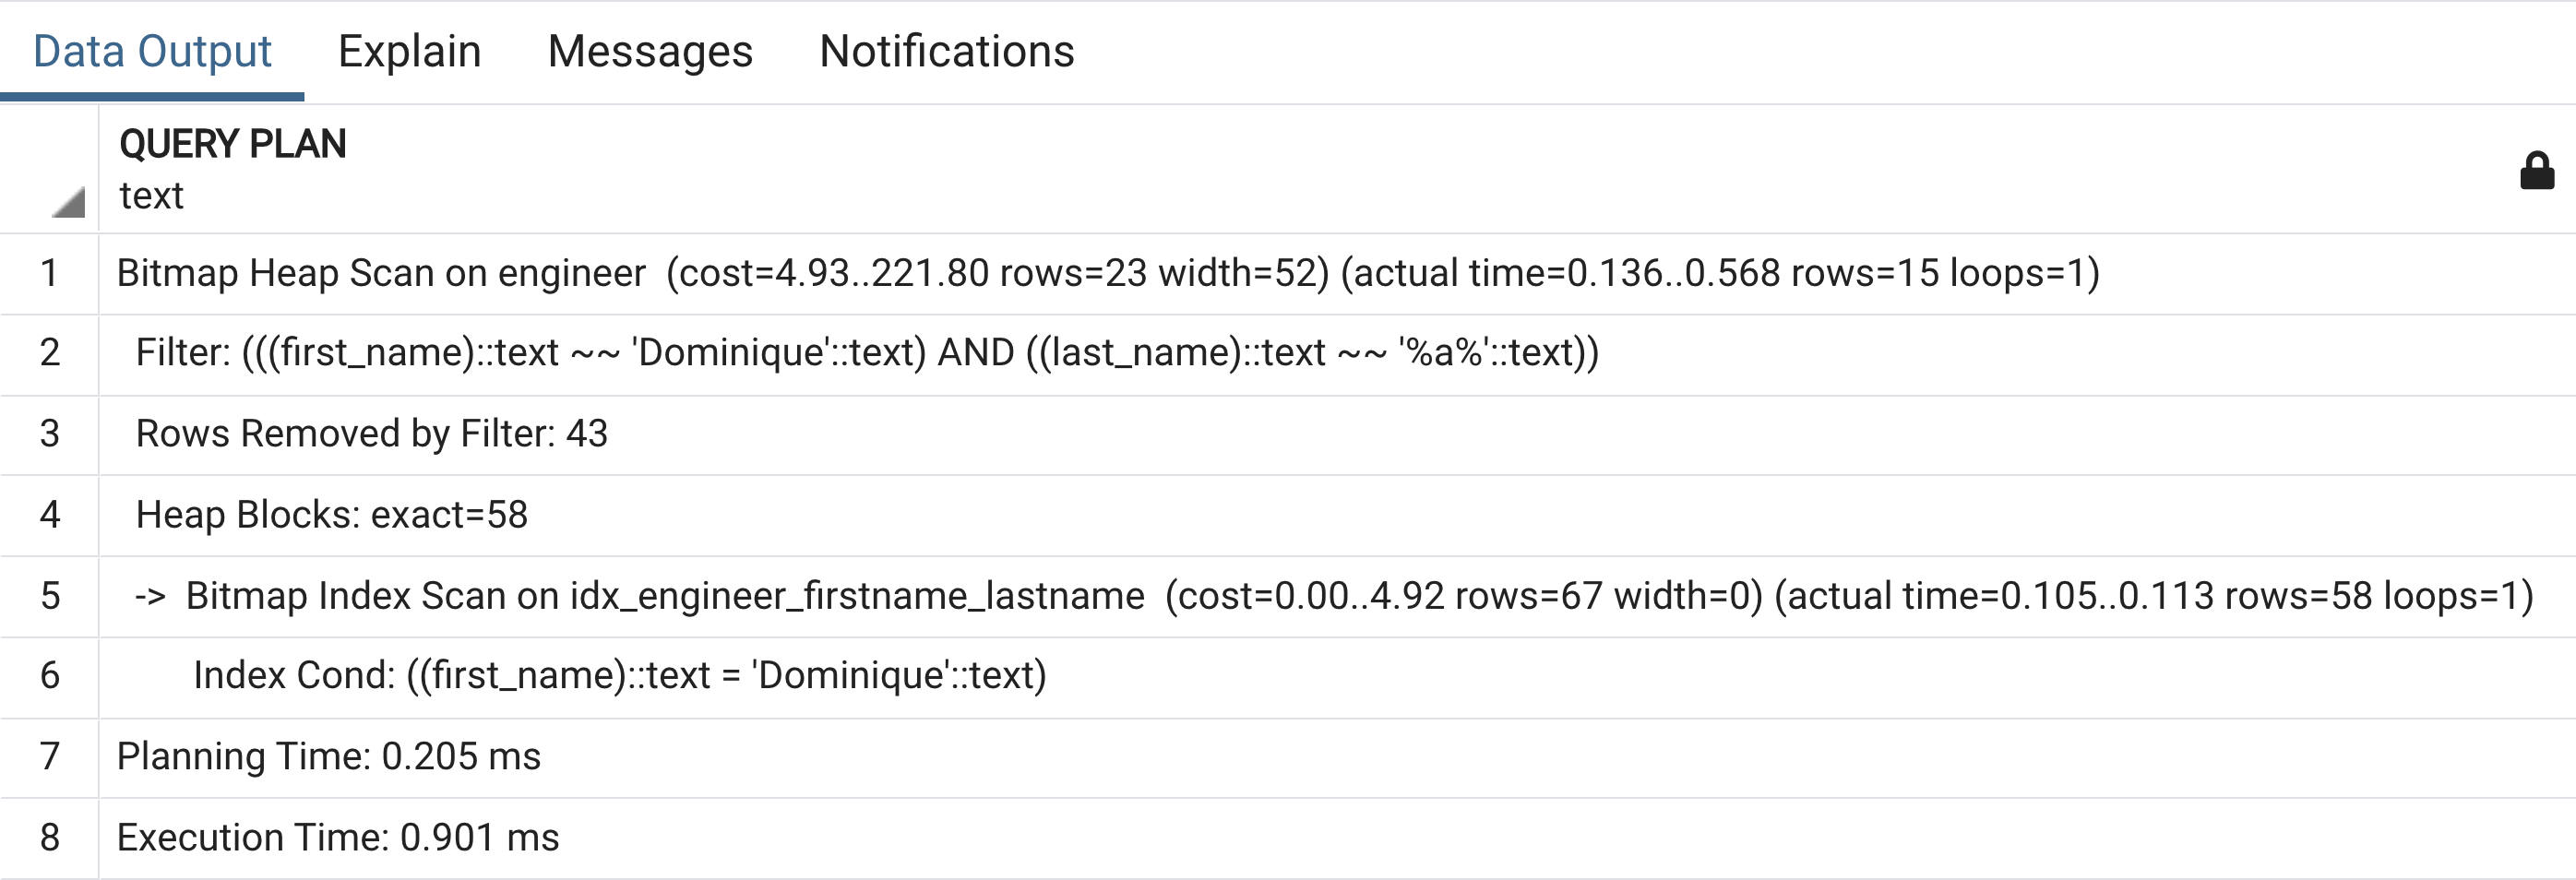 Data Output Explain Messages Notifications
QUERY PLAN
text
1 Bitmap Heap Scan on engineer (cost=4.93..221.80 rows=23 width=52) (actual time=0.136..0.568 rows=15 loops=1)
2 Filter: (((first_name)::text ~~ 'Dominique'::text) AND ((last_name)::text ~~ '%a%'::text))
3 Rows Removed by Filter: 43
4 Heap Blocks: exact=58
5 -> Bitmap Index Scan on idx_engineer_firstname_lastname (cost=0.00..4.92 rows=67 width=0) (actual time=0.105..0.113 rows=58 loops=1)
6 Index Cond: ((first_name)::text = 'Dominique'::text)
7 Planning Time: 0.205 ms
8 Execution Time: 0.901 ms